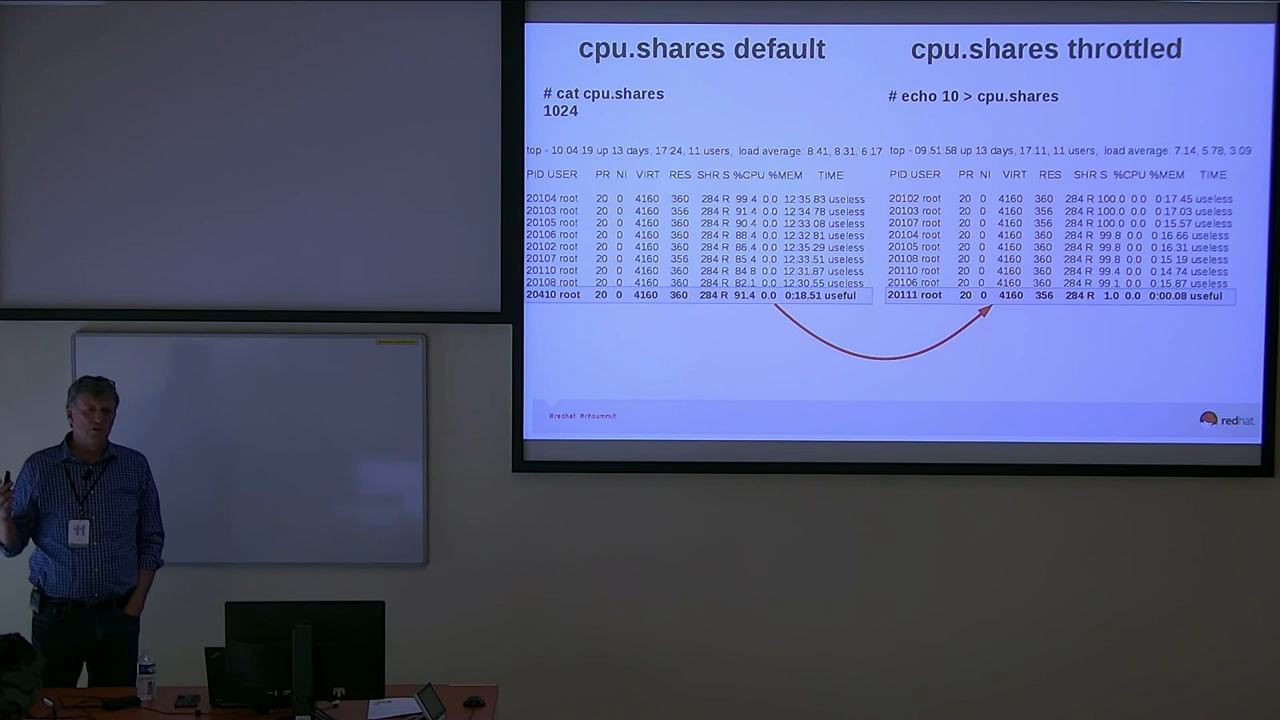 cpu.shares default
# cat cpu.shares
1024
top - 10:04:19 up 13 days, 17:24, 11 users, load average: 8.41, 8.31, 6.17
PID USER PR NI VIRT RES SHR S %CPU %MEM TIME
20104 root 20 0 4160 360 284 R 99.4 0.0 12:35.83 useless
20103 root 20 0 4160 356 284 R 91.4 0.0 12:34.78 useless
20105 root 20 0 4160 360 284 R 90.4 0.0 12:33.08 useless
20106 root 20 0 4160 360 284 R 88.4 0.0 12:32.81 useless
20102 root 20 0 4160 360 284 R 86.4 0.0 12:35.29 useless
20107 root 20 0 4160 356 284 R 85.4 0.0 12:33.51 useless
20110 root 20 0 4160 360 284 R 84.8 0.0 12:31.87 useless
20108 root 20 0 4160 360 284 R 82.1 0.0 12:30.55 useless
20410 root 20 0 4160 360 284 R 91.4 0.0 0:18.51 useful
cpu.shares throttled
# echo 10 > cpu.shares
top - 09:51:58 up 13 days, 17:11, 11 users, load average: 7.14, 5.78, 3.09
PID USER PR NI VIRT RES SHR S %CPU %MEM TIME
20102 root 20 0 4160 360 284 R 100.0 0.0 0:17.45 useless
20103 root 20 0 4160 356 284 R 100.0 0.0 0:17.03 useless
20107 root 20 0 4160 356 284 R 100.0 0.0 0:15.57 useless
20104 root 20 0 4160 360 284 R 99.8 0.0 0:16.66 useless
20105 root 20 0 4160 360 284 R 99.8 0.0 0:16.31 useless
20108 root 20 0 4160 360 284 R 99.8 0.0 0:15.19 useless
20110 root 20 0 4160 360 284 R 99.4 0.0 0:14.74 useless
20106 root 20 0 4160 360 284 R 99.1 0.0 0:15.87 useless
20111 root 20 0 4160 356 284 R 1.0 0.0 0:00.08 useful
#redhat #rhsummit
redhat